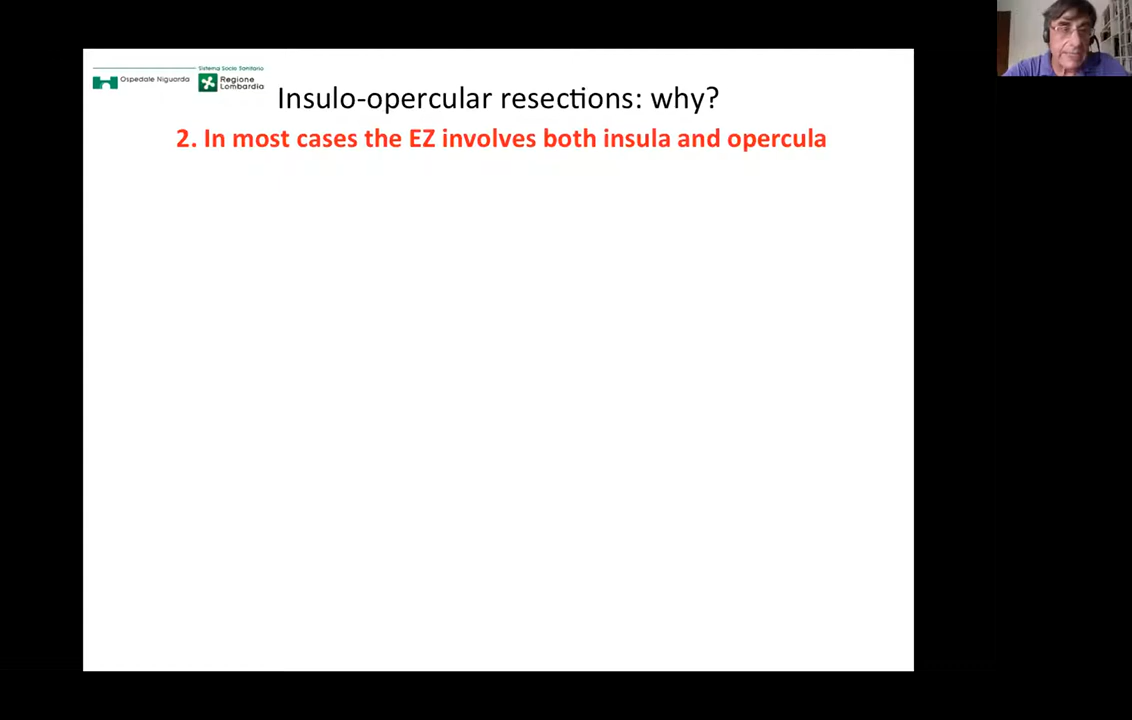 Ospedale Niguarda
Sistema Socio Sanitario
Regione
Lombardia
Insulo-opercular resections: why?
2. In most cases the EZ involves both insula and opercula